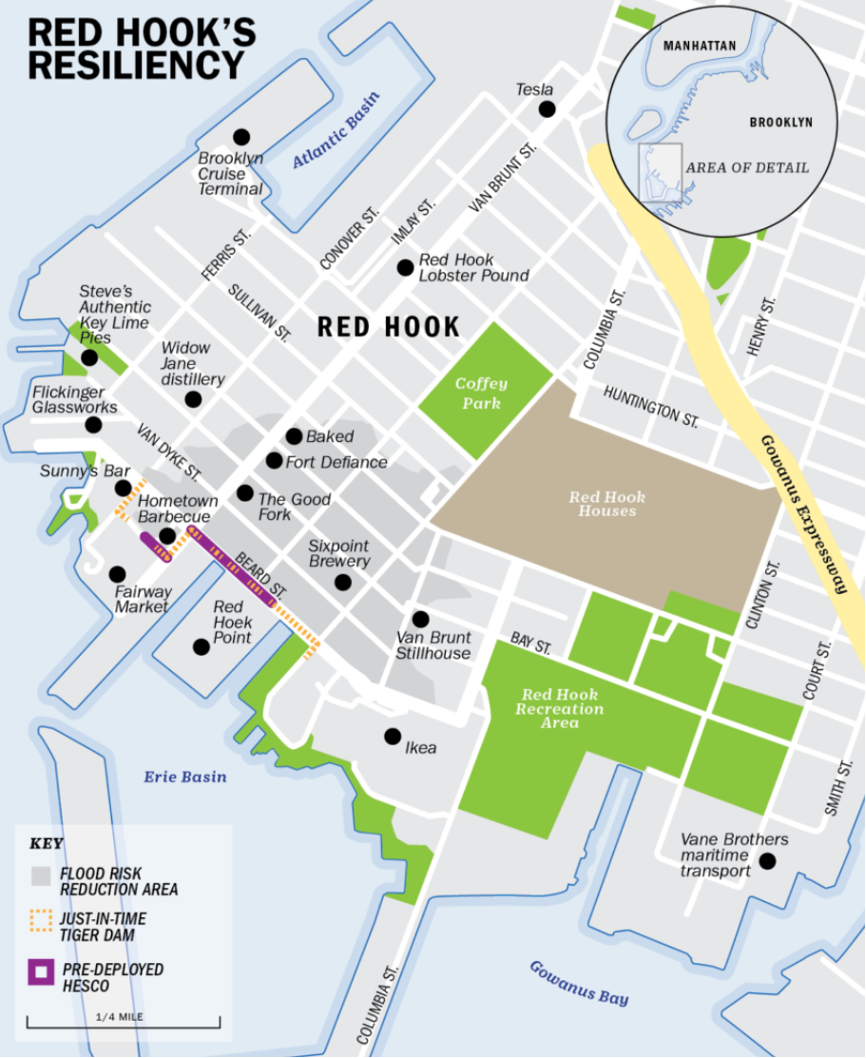 RED HOOK'S
RESILIENCY
MANHATTAN
BROOKLYN
AREA OF DETAIL
Tesla
Atlantic Basin
Brooklyn
Cruise
Terminal
VAN BRUNT ST.
CONOVER ST.
IMLAY ST.
FERRIS ST.
Red Hook
Lobster Pound
SULLIVAN ST.
RED HOOK
Steve's
Authentic
Key Lime
Pies
Widow
Jane
distillery
COLUMBIA ST.
HENRY ST.
Coffey
Park
HUNTINGTON ST.
Flickinger
Glassworks
VAN DYKE ST.
Baked
Fort Defiance
Gowanus Expressway
Sunny's Bar
Hometown
Barbecue
The Good
Fork
Red Hook
Houses
BEARD ST.
Sixpoint
Brewery
Fairway
Market
Red
Hoek
Point
CLINTON ST.
Van Brunt
Stillhouse
BAY ST.
COURT ST.
Red Hook
Recreation
Area
Ikea
Erie Basin
SMITH ST.
Vane Brothers
maritime
transport
KEY
FLOOD RISK
REDUCTION AREA
JUST-IN-TIME
TIGER DAM
PRE-DEPLOYED
HESCO
1/4 MILE
COLUMBIA ST.
Gowanus Bay